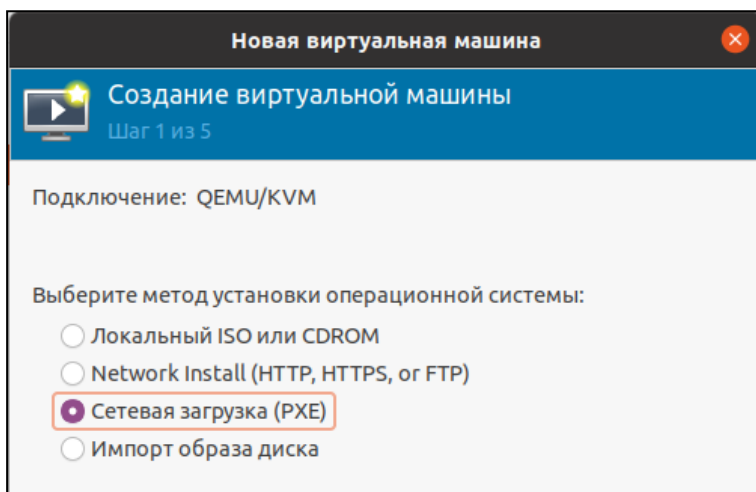 Новая виртуальная машина
Создание виртуальной машины
Шаг 1 из 5
Подключение: QEMU/KVM
Выберите метод установки операционной системы:
Локальный ISO или CDROM
Network Install (HTTP, HTTPS, or FTP)
Сетевая загрузка (PXE)
Импорт образа диска